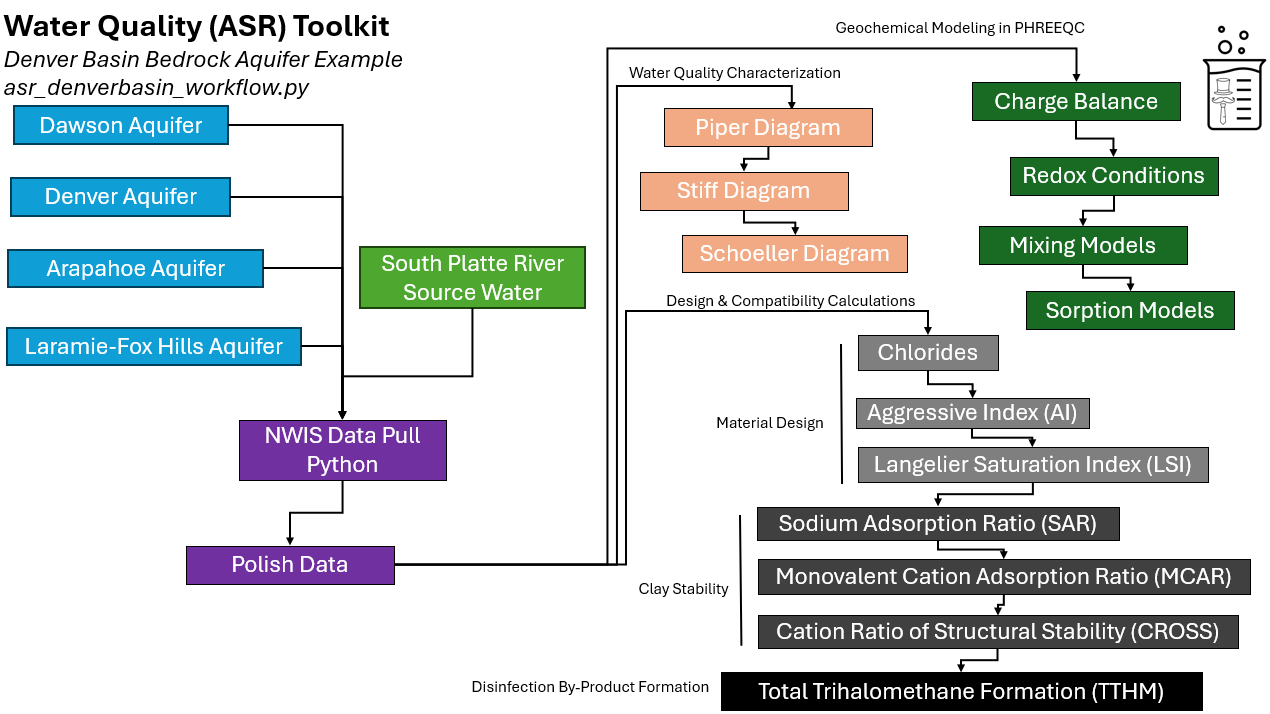 Water Quality (ASR) Toolkit
Denver Basin Bedrock Aquifer Example
asr_denverbasin_workflow.py
Dawson Aquifer
Denver Aquifer
Arapahoe Aquifer
Laramie-Fox Hills Aquifer
South Platte River
Source Water
NWIS Data Pull
Python
Polish Data
Water Quality Characterization
Piper Diagram
Stiff Diagram
Schoeller Diagram
Geochemical Modeling in PHREEQC
Charge Balance
Redox Conditions
Mixing Models
Sorption Models
Design & Compatibility Calculations
Material Design
Chlorides
Aggressive Index (AI)
Langelier Saturation Index (LSI)
Clay Stability
Sodium Adsorption Ratio (SAR)
Monovalent Cation Adsorption Ratio (MCAR)
Cation Ratio of Structural Stability (CROSS)
Disinfection By-Product Formation
Total Trihalomethane Formation (TTHM)